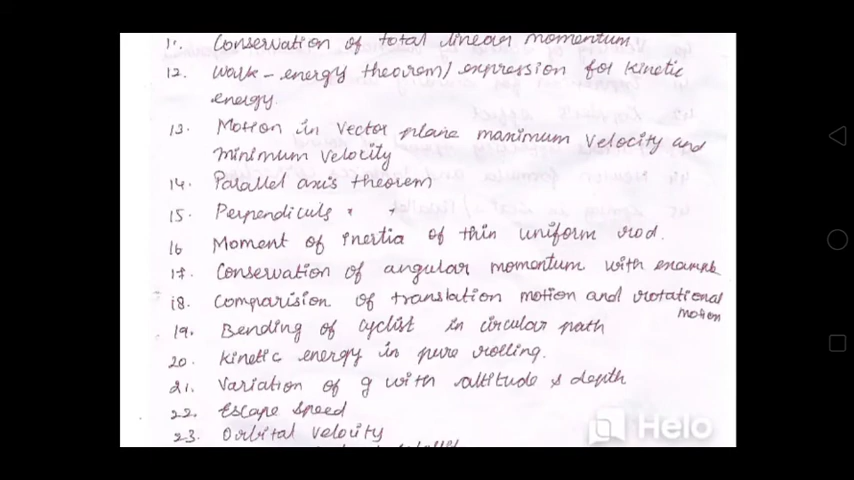 11. Conservation of total linear momentum.
12. Work - energy theorem/ expression for kinetic
energy.
13. Motion in vector plane maximum velocity and
minimum velocity
14. Parallel axis theorem
15. Perpendiculs " "
16 Moment of inertia of thin uniform rod.
17. Conservation of angular momentum with example
18. Comparision of translation motion and rotational
motion
19. Bending of cyclist in circular path
20. kinetic energy in pure rolling.
21. Variation of g with altitude & depth
22. Escape speed
23. Orbital velocity
Helo